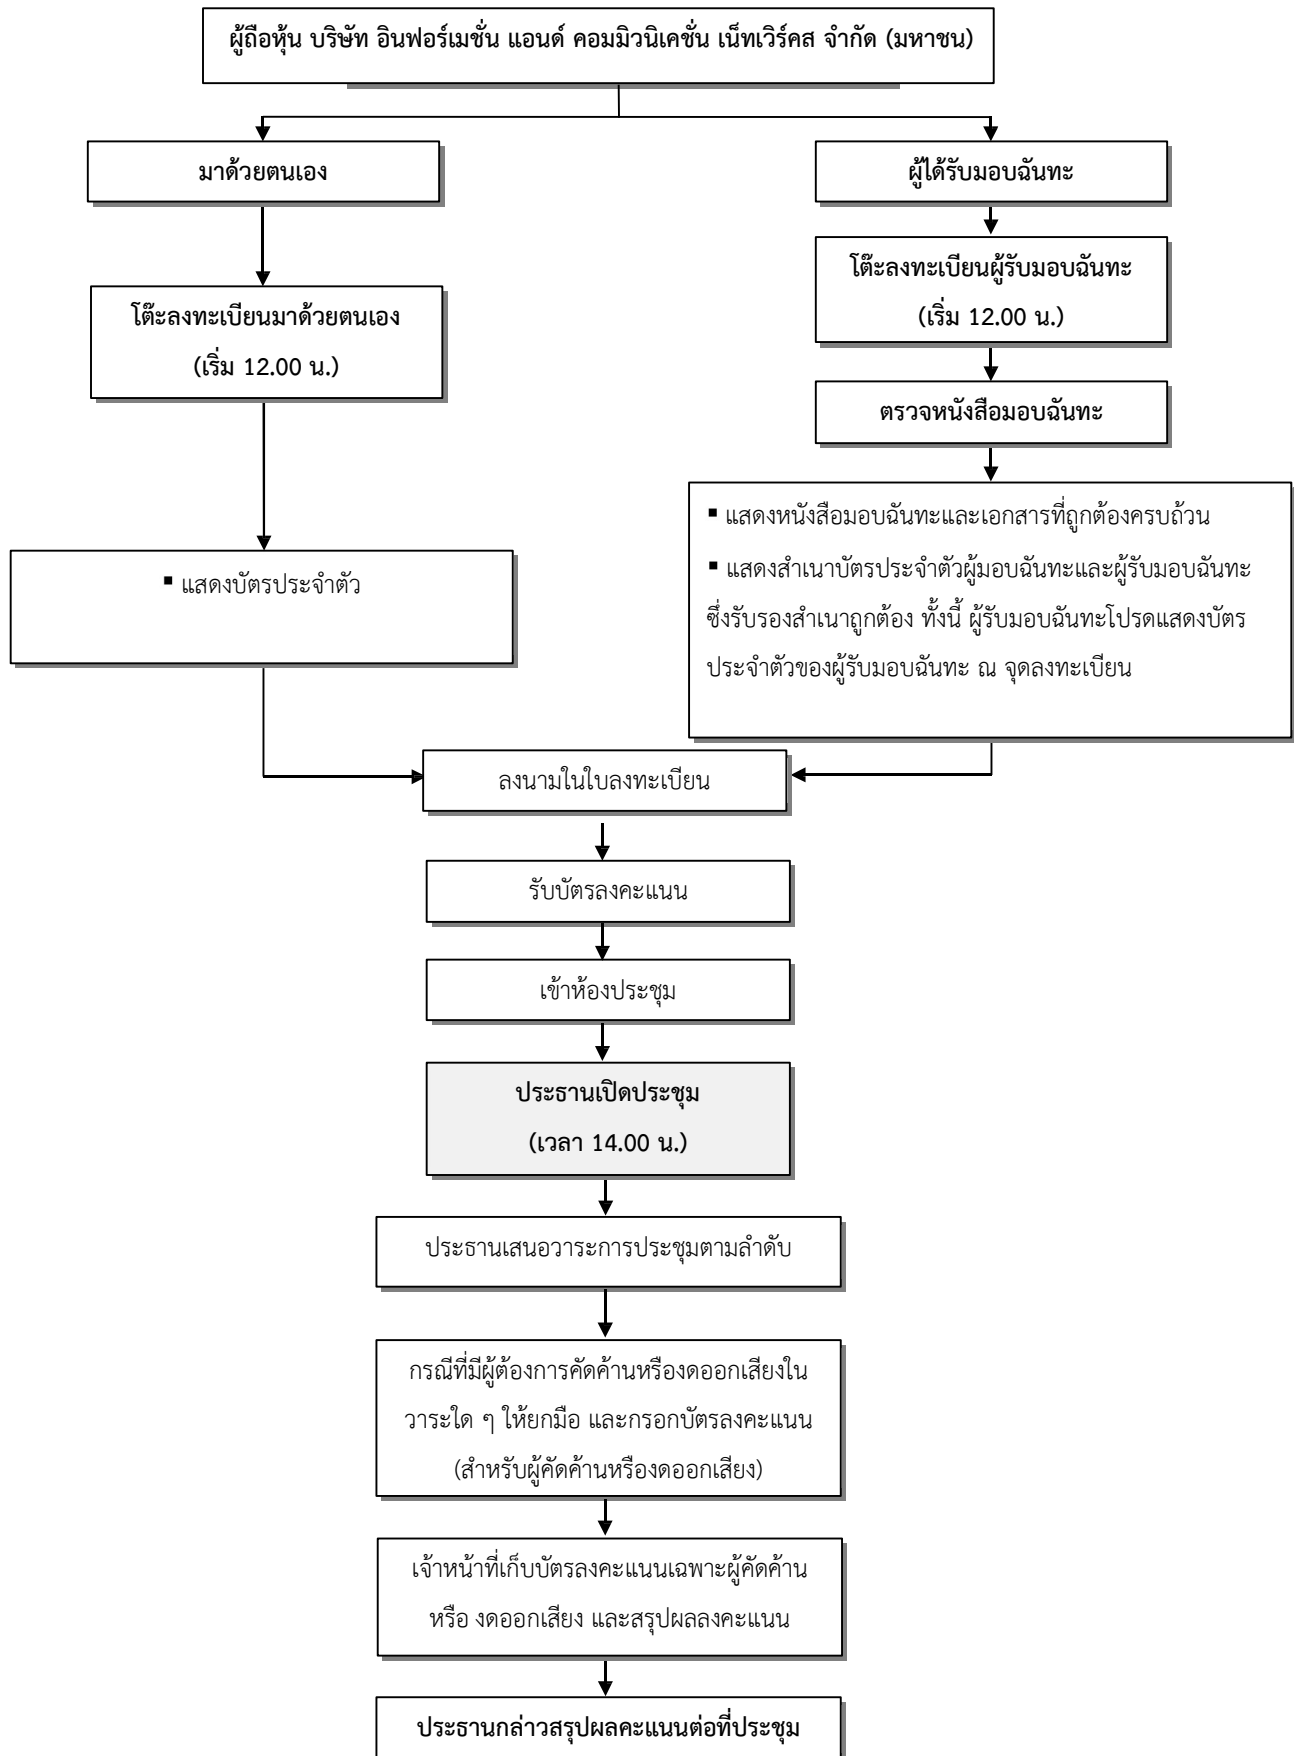 ผู้ถือหุ้น บริษัท อินฟอร์เมชั่น แอนด์ คอมมิวนิเคชั่น เน็ทเวิร์คส จำกัด (มหาชน)
มาด้วยตนเอง
โต๊ะลงทะเบียนมาด้วยตนเอง
(เริ่ม 12.00 น.)
▪ แสดงบัตรประจำตัว
ผู้ได้รับมอบฉันทะ
โต๊ะลงทะเบียนผู้รับมอบฉันทะ
(เริ่ม 12.00 น.)
ตรวจหนังสือมอบฉันทะ
▪ แสดงหนังสือมอบฉันทะและเอกสารที่ถูกต้องครบถ้วน
▪ แสดงสำเนาบัตรประจำตัวผู้มอบฉันทะและผู้รับมอบฉันทะ
ซึ่งรับรองสำเนาถูกต้อง ทั้งนี้ ผู้รับมอบฉันทะโปรดแสดงบัตร
ประจำตัวของผู้รับมอบฉันทะ ณ จุดลงทะเบียน
ลงนามในใบลงทะเบียน
รับบัตรลงคะแนน
เข้าห้องประชุม
ประธานเปิดประชุม
(เวลา 14.00 น.)
ประธานเสนอวาระการประชุมตามลำดับ
กรณีที่มีผู้ต้องการคัดค้านหรืองดออกเสียงใน
วาระใด ๆ ให้ยกมือ และกรอกบัตรลงคะแนน
(สำหรับผู้คัดค้านหรืองดออกเสียง)
เจ้าหน้าที่เก็บบัตรลงคะแนนเฉพาะผู้คัดค้าน
หรือ งดออกเสียง และสรุปผลลงคะแนน
ประธานกล่าวสรุปผลคะแนนต่อที่ประชุม